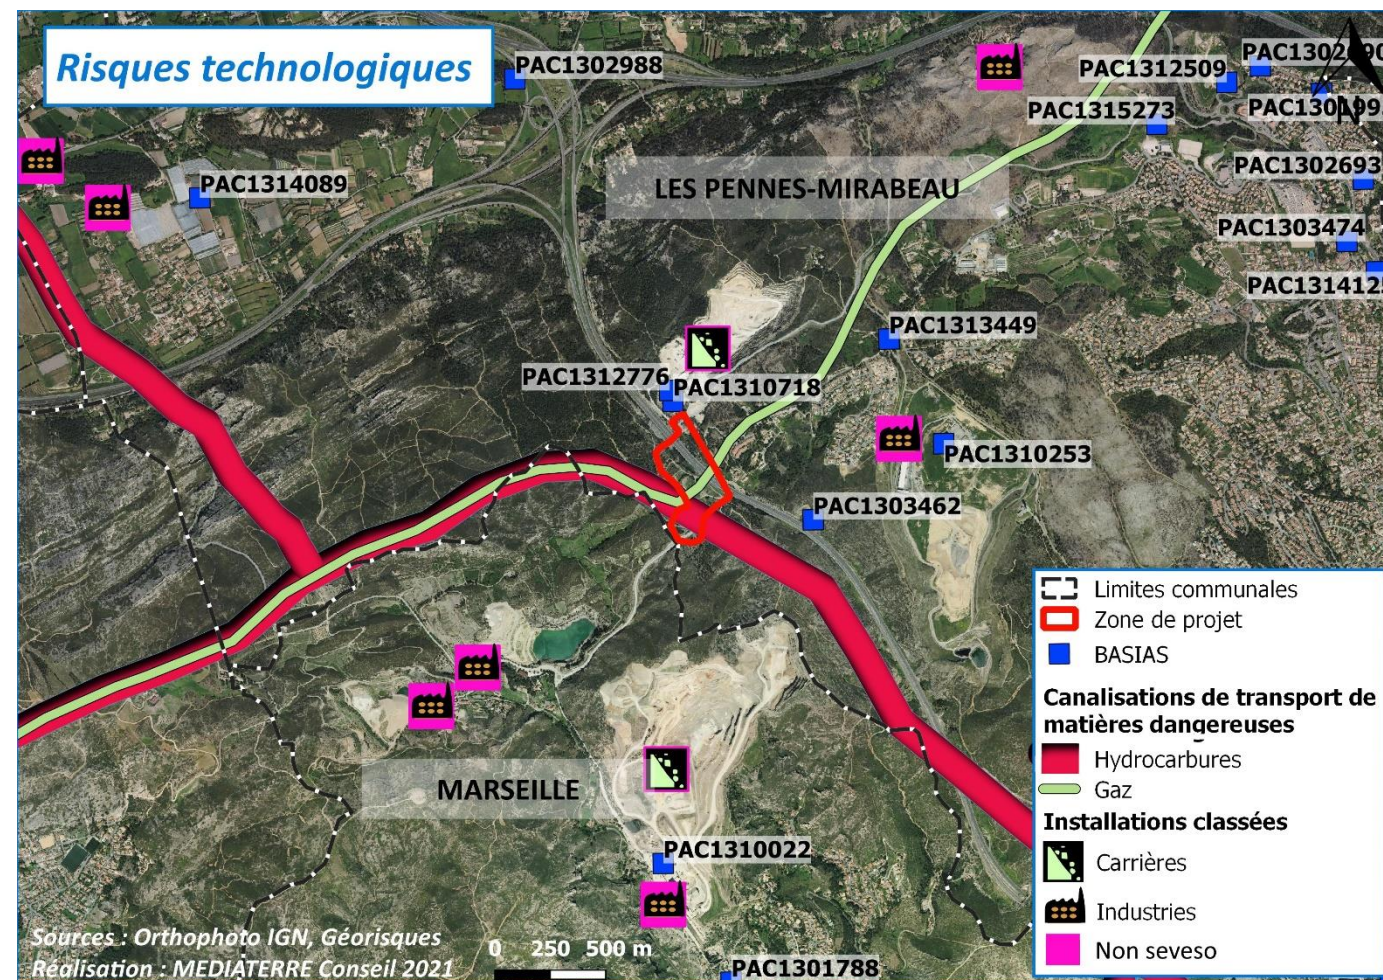 Risques technologiques
PAC1302988
PAC1312509
PAC1315273
PAC1302693
PAC1314089
LES PENNES-MIRABEAU
PAC1303474
PAC1313449
PAC1312776
PAC1310718
PAC1310253
PAC1303462
MARSEILLE
PAC1310022
PAC1301788
Limites communales
Zone de projet
BASIAS
Canalisations de transport de
matières dangereuses
Hydrocarbures
Gaz
Installations classées
Carrières
Industries
Non seveso
Sources : Orthophoto IGN, Géorisques
Réalisation : MEDIATERRE Conseil 2021
0 250 500 m